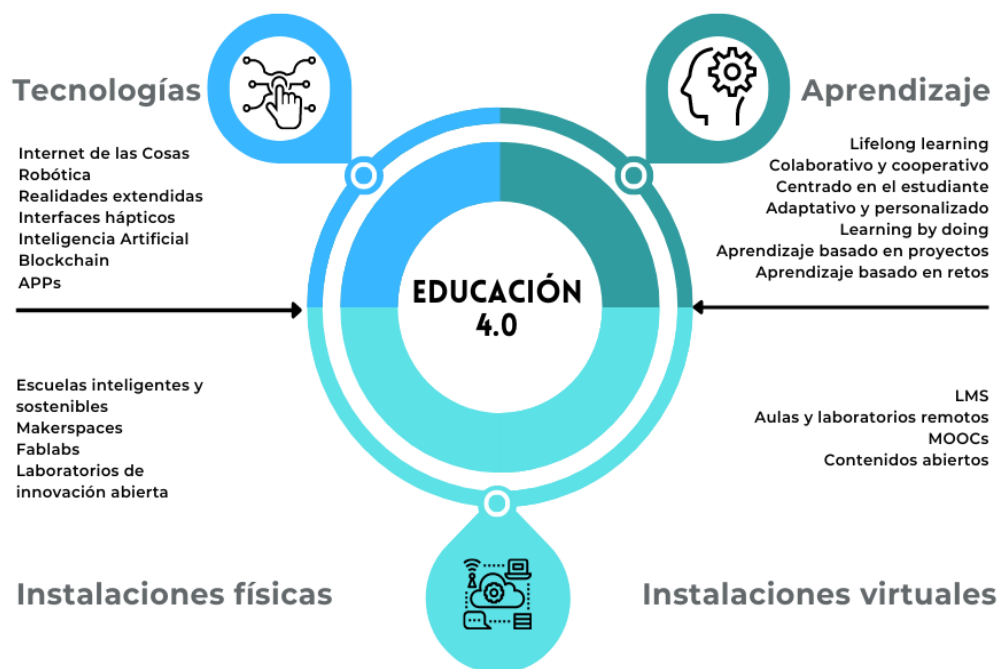 Tecnologías
Internet de las Cosas
Robótica
Realidades extendidas
Interfaces hápticos
Inteligencia Artificial
Blockchain
APPs
Aprendizaje
Lifelong learning
Colaborativo y cooperativo
Centrado en el estudiante
Adaptativo y personalizado
Learning by doing
Aprendizaje basado en proyectos
Aprendizaje basado en retos
EDUCACIÓN
4.0
Escuelas inteligentes y
sostenibles
Makerspaces
Fablabs
Laboratorios de
innovación abierta
Instalaciones físicas
LMS
Aulas y laboratorios remotos
MOOCs
Contenidos abiertos
Instalaciones virtuales